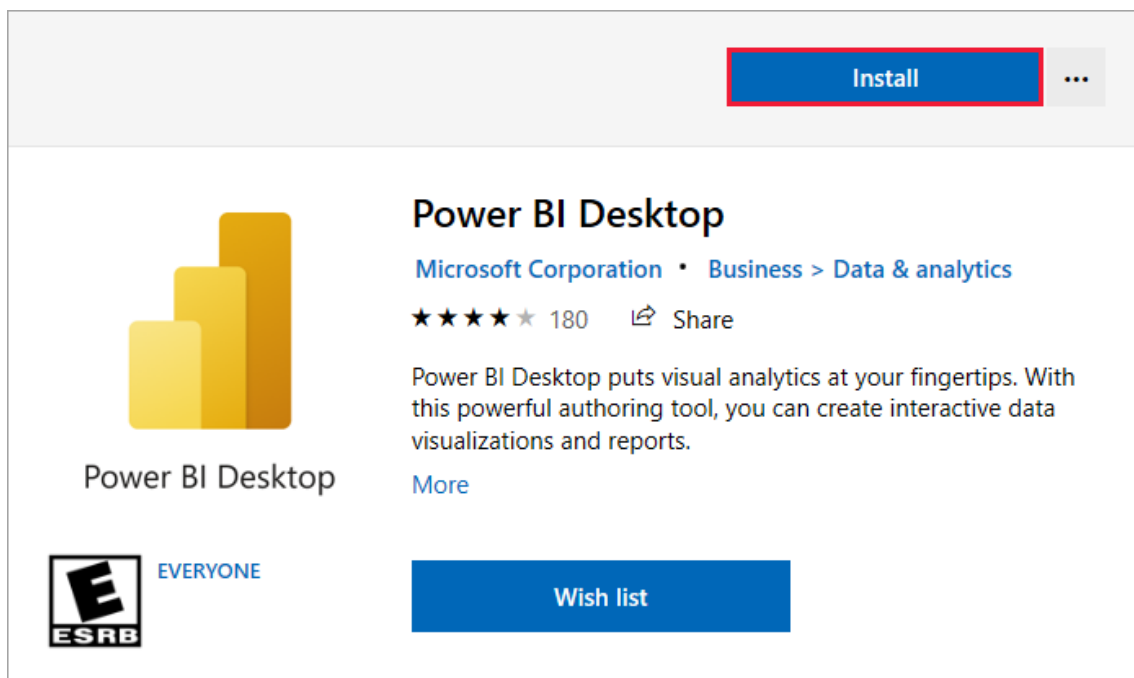 Install
...
Power BI Desktop
Microsoft Corporation • Business > Data & analytics
180 Share
Power BI Desktop puts visual analytics at your fingertips. With
this powerful authoring tool, you can create interactive data
visualizations and reports.
More
Power BI Desktop
E
ESRB
EVERYONE
Wish list